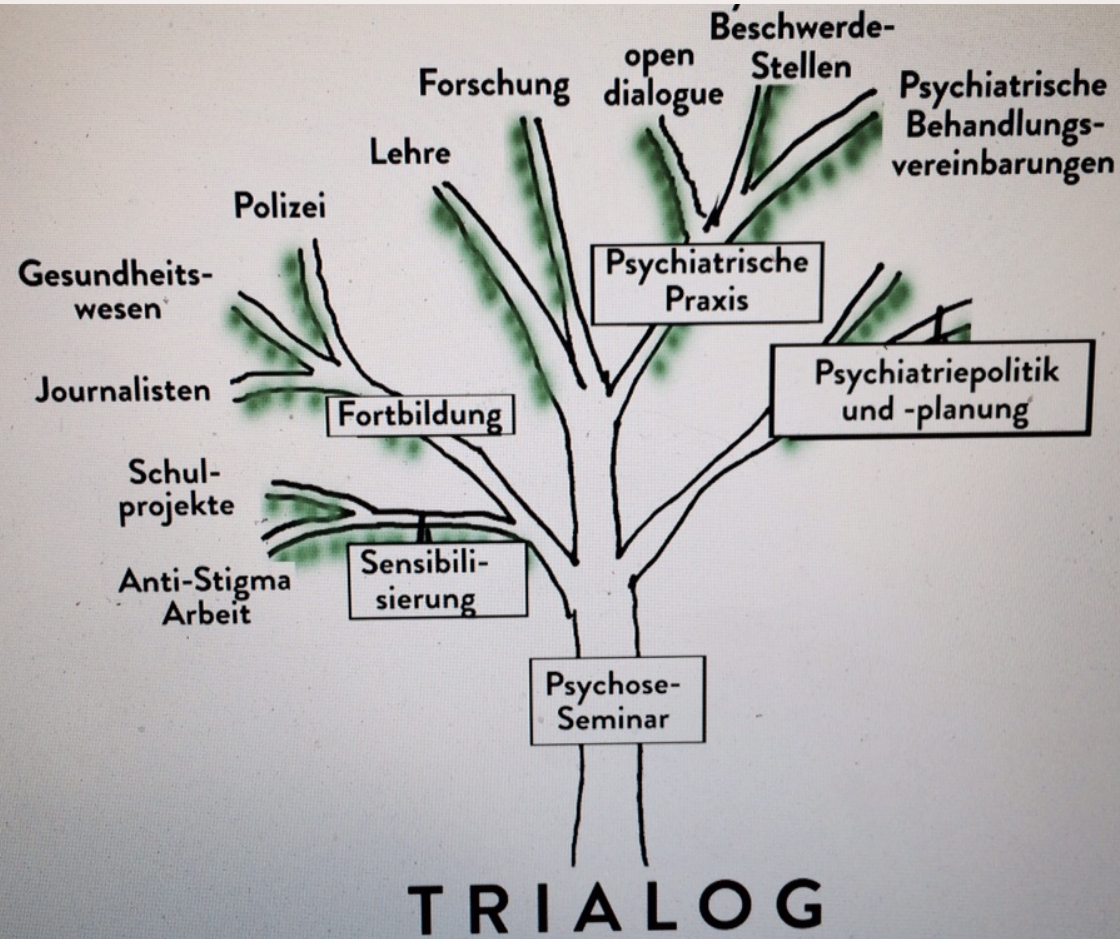 Beschwerde-
Stellen
open
dialogue
Forschung
Psychiatrische
Behandlungs-
vereinbarungen
Lehre
Polizei
Gesundheits-
wesen
Psychiatrische
Praxis
Journalisten
Psychiatriepolitik
und -planung
Fortbildung
Schul-
projekte
Anti-Stigma
Arbeit
Sensibili-
sierung
Psychose-
Seminar
TRIALOG